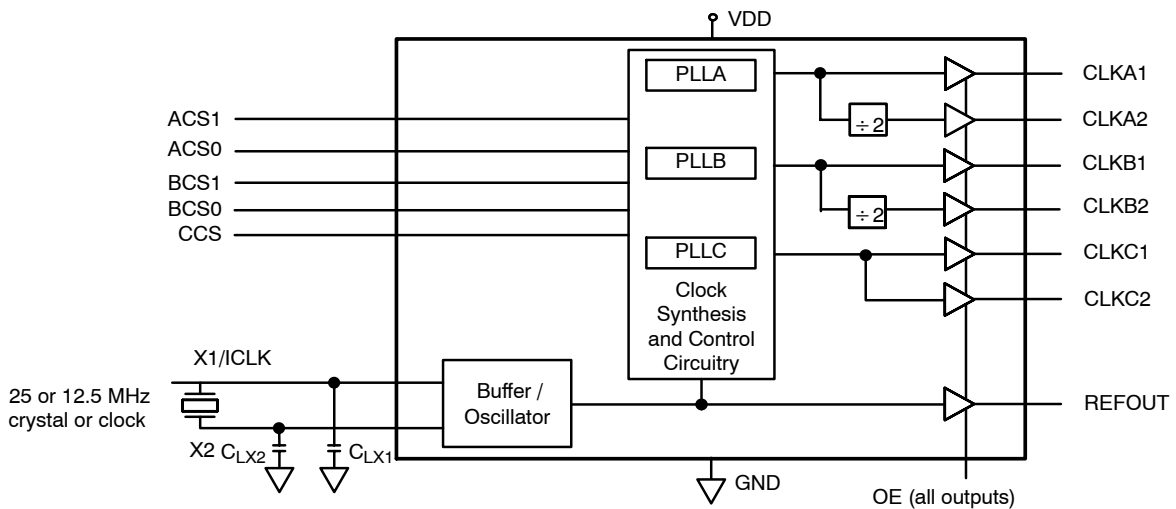 VDD
PLLA
CLKA1
ACS1
÷2
CLKA2
ACS0
PLLB
CLKB1
BCS1
BCS0
÷2
CLKB2
CCS
PLLC
CLKC1
Clock
Synthesis
and Control
Circuitry
CLKC2
X1/ICLK
25 or 12.5 MHz
crystal or clock
Buffer /
Oscillator
REFOUT
X2
CLX2
CLX1
GND
OE (all outputs)